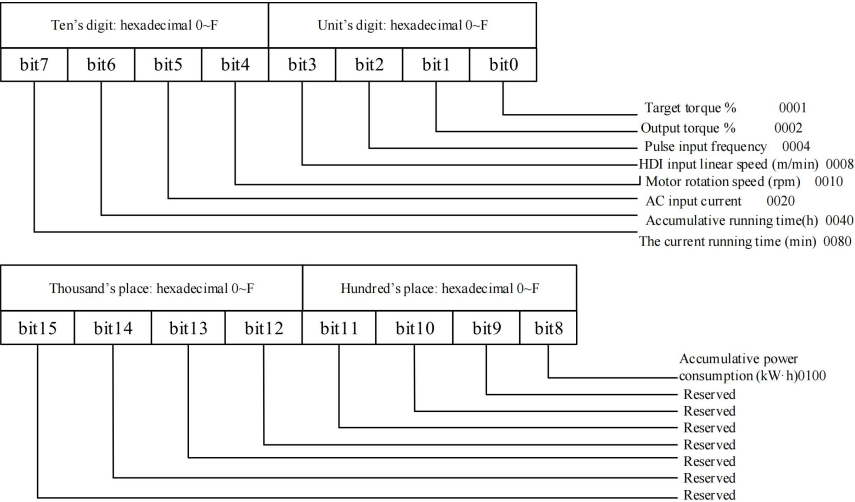 Ten's digit: hexadecimal 0~F Unit's digit: hexadecimal 0~F
bit7 bit6 bit5 bit4 bit3 bit2 bit1 bit0
Target torque % 0001
Output torque % 0002
Pulse input frequency 0004
HDI input linear speed (m/min) 0008
Motor rotation speed (rpm) 0010
AC input current 0020
Accumulative running time(h) 0040
The current running time (min) 0080
Thousand's place: hexadecimal 0~F Hundred's place: hexadecimal 0~F
bit15 bit14 bit13 bit12 bit11 bit10 bit9 bit8
Accumulative power
consumption (kW·h)0100
Reserved
Reserved
Reserved
Reserved
Reserved
Reserved
Reserved